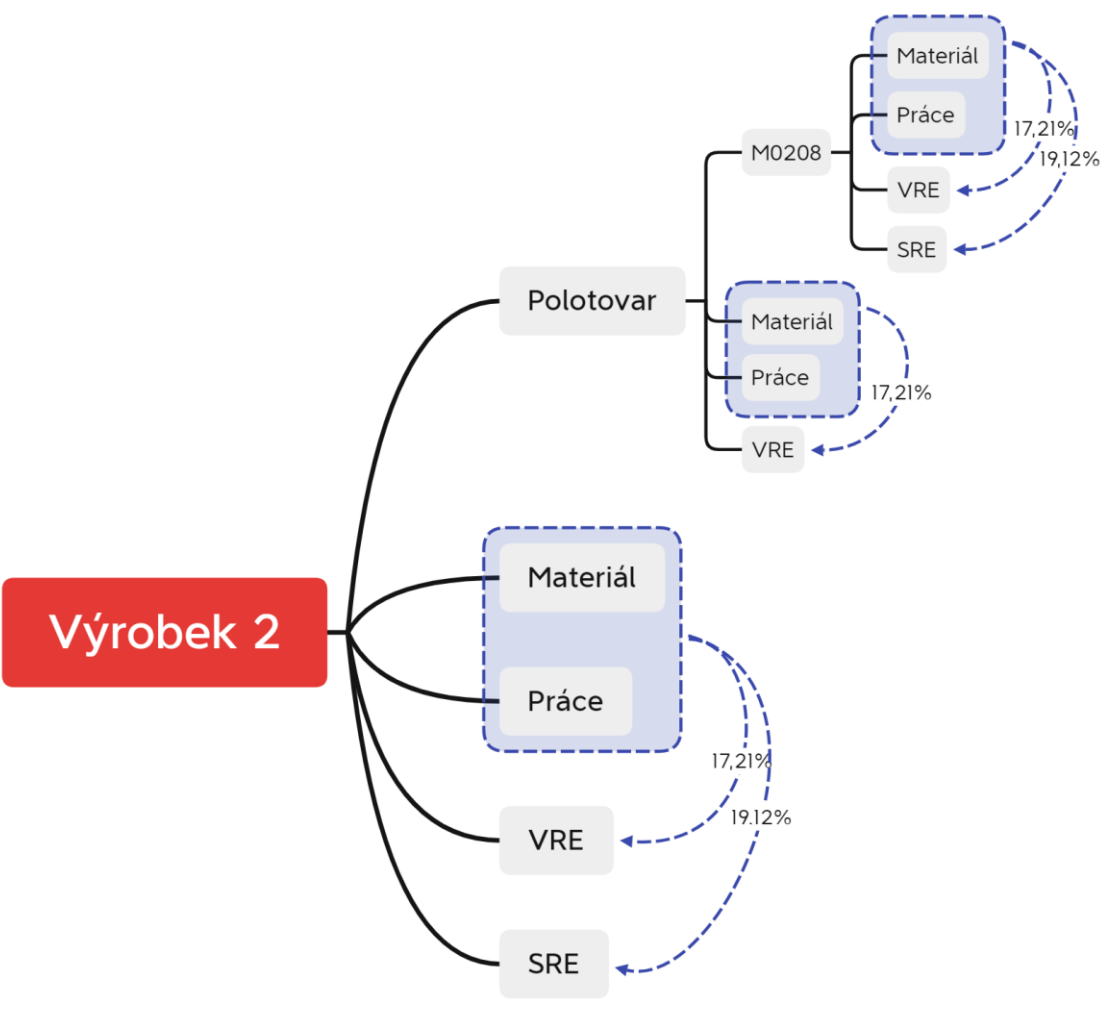 Materiál
Práce
17,21%
M0208
19,12%
VRE
SRE
Polotovar
Materiál
Práce
17,21%
VRE
Materiál
Výrobek 2
Práce
17,21%
19.12%
VRE
SRE